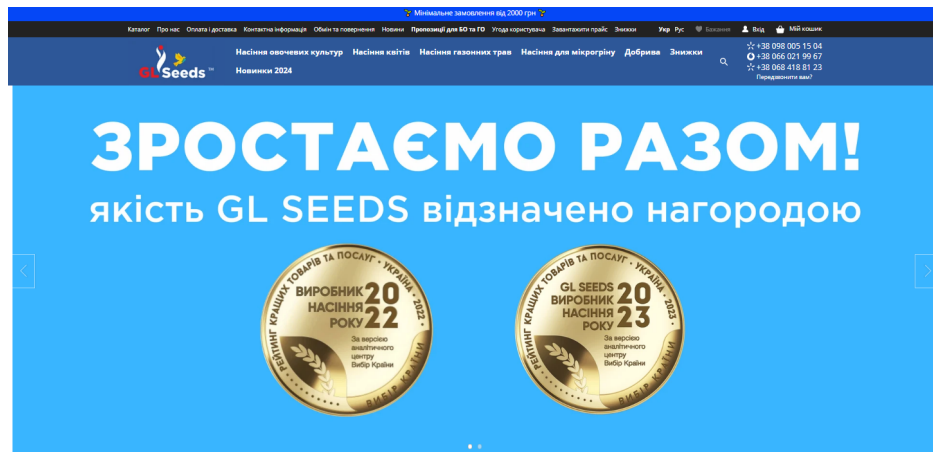 Мінімальне замовлення від 2000 грн
Каталог Про нас Оплата і доставка Контактна інформація Обмін та повернення Новини Пропозиції для БО та ГО Угода користувача Завантажити прайс Знижки Укр Рус Бажання Вхід Мій кошик
GL Seeds™
Насіння овочевих культур Насіння квітів Насіння газонних трав Насіння для мікрогріну Добрива Знижки
Новинки 2024
+38 098 005 15 04
+38 066 021 99 67
+38 068 418 81 23
Передзвонити вам?
ЗРОСТАЄМО РАЗОМ!
якість GL SEEDS відзначено нагородою
РЕЙТИНГ КРАЩИХ ТОВАРІВ ТА ПОСЛУГ • УКРАЇНА • 2022 •
ВИРОБНИК
НАСІННЯ
РОКУ
20
22
За версією
аналітичного
центру
Вибір Країни
ВИБІР КРАЇНИ
РЕЙТИНГ КРАЩИХ ТОВАРІВ ТА ПОСЛУГ • УКРАЇНА • 2023 •
GL SEEDS
ВИРОБНИК
НАСІННЯ
РОКУ
20
23
За версією
аналітичного
центру
Вибір Країни
ВИБІР КРАЇНИ